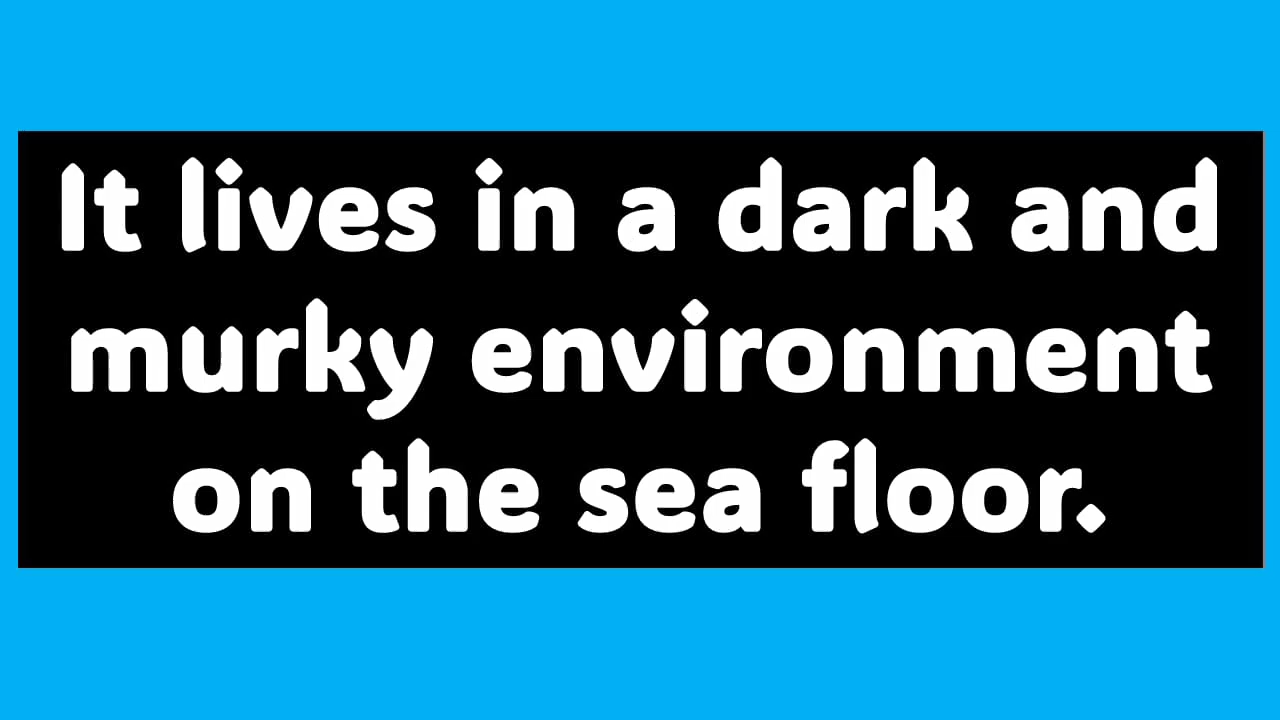 It lives in a dark and
murky environment
on the sea floor.